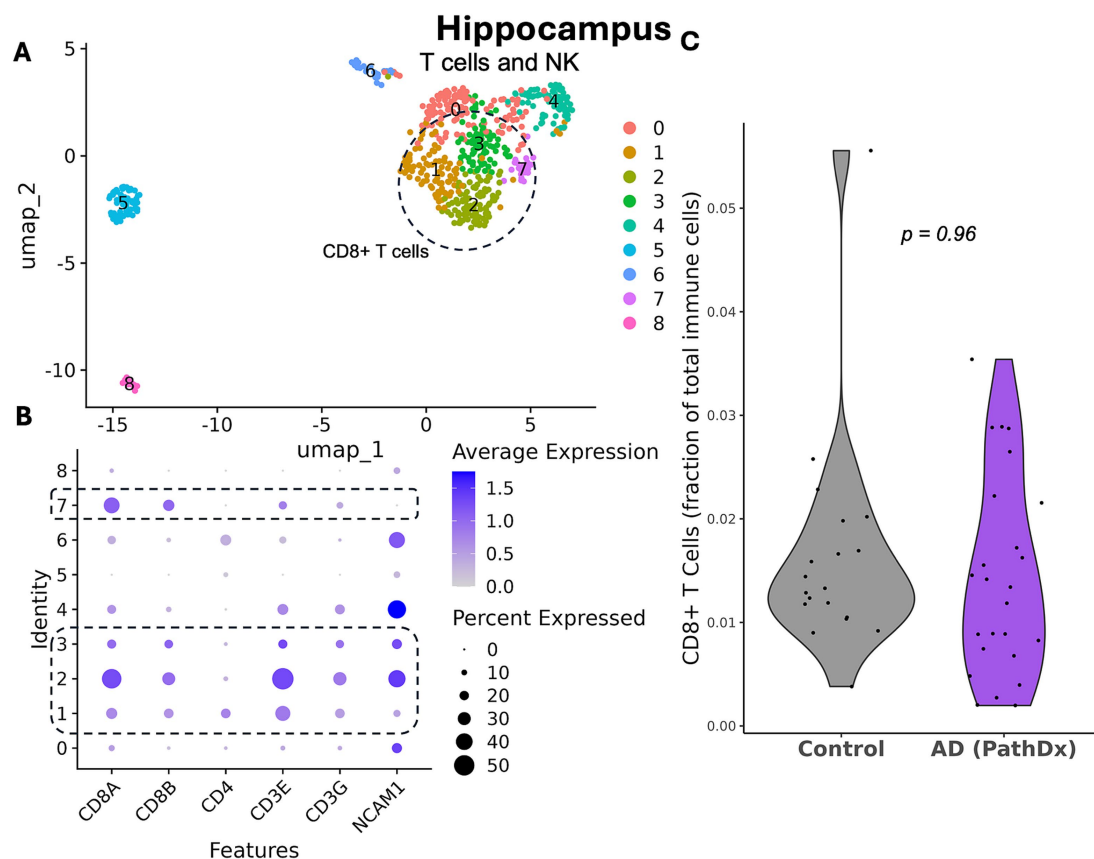 Hippocampus
A
T cells and NK
C
5
0
-5
-10
umap_2
-15
-10
-5
0
5
umap_1
6
0
4
3
1
7
2
5
8
CD8+ T cells
0
1
2
3
4
5
6
7
8
B
8
7
6
5
4
3
2
1
0
Identity
CD8A
CD8B
CD4
CD3E
CD3G
NCAM1
Features
Average Expression
1.5
1.0
0.5
0.0
Percent Expressed
0
10
20
30
40
50
CD8+ T Cells (fraction of total immune cells)
0.05
0.04
0.03
0.02
0.01
0.00
p = 0.96
Control
AD (PathDx)